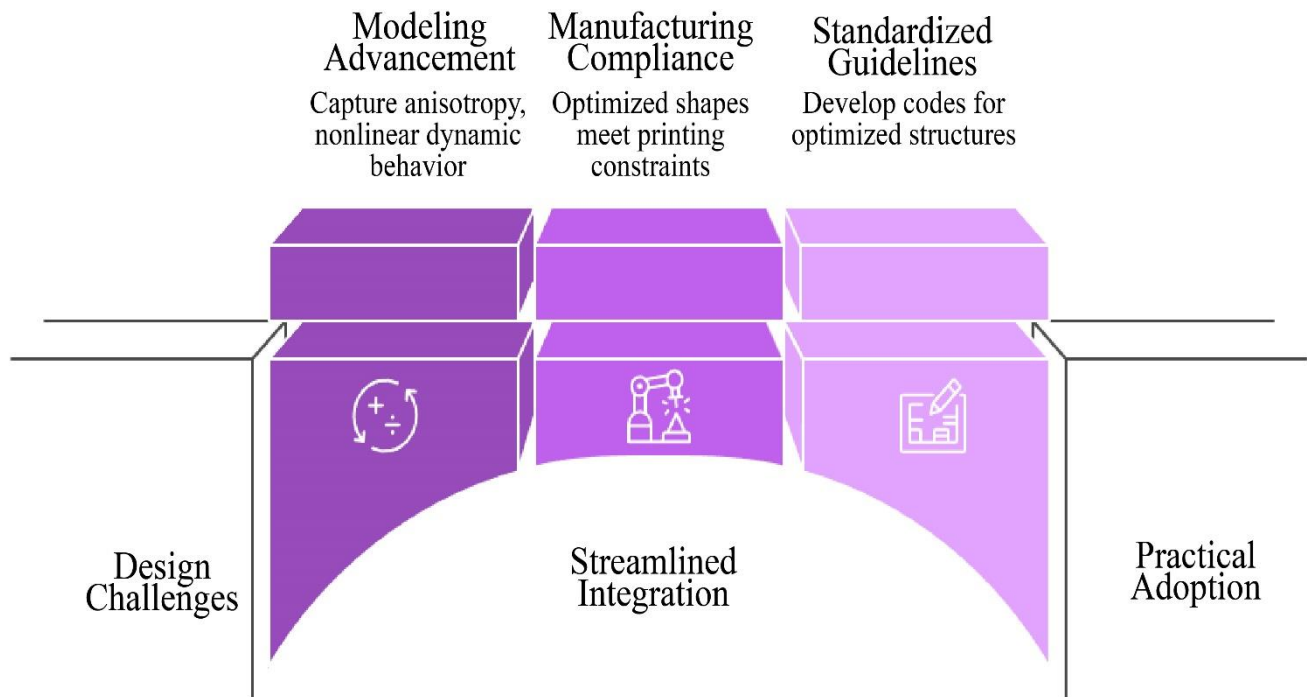 Modeling
Advancement
Capture anisotropy,
nonlinear dynamic
behavior
Manufacturing
Compliance
Optimized shapes
meet printing
constraints
Standardized
Guidelines
Develop codes for
optimized structures
Design
Challenges
Streamlined
Integration
Practical
Adoption